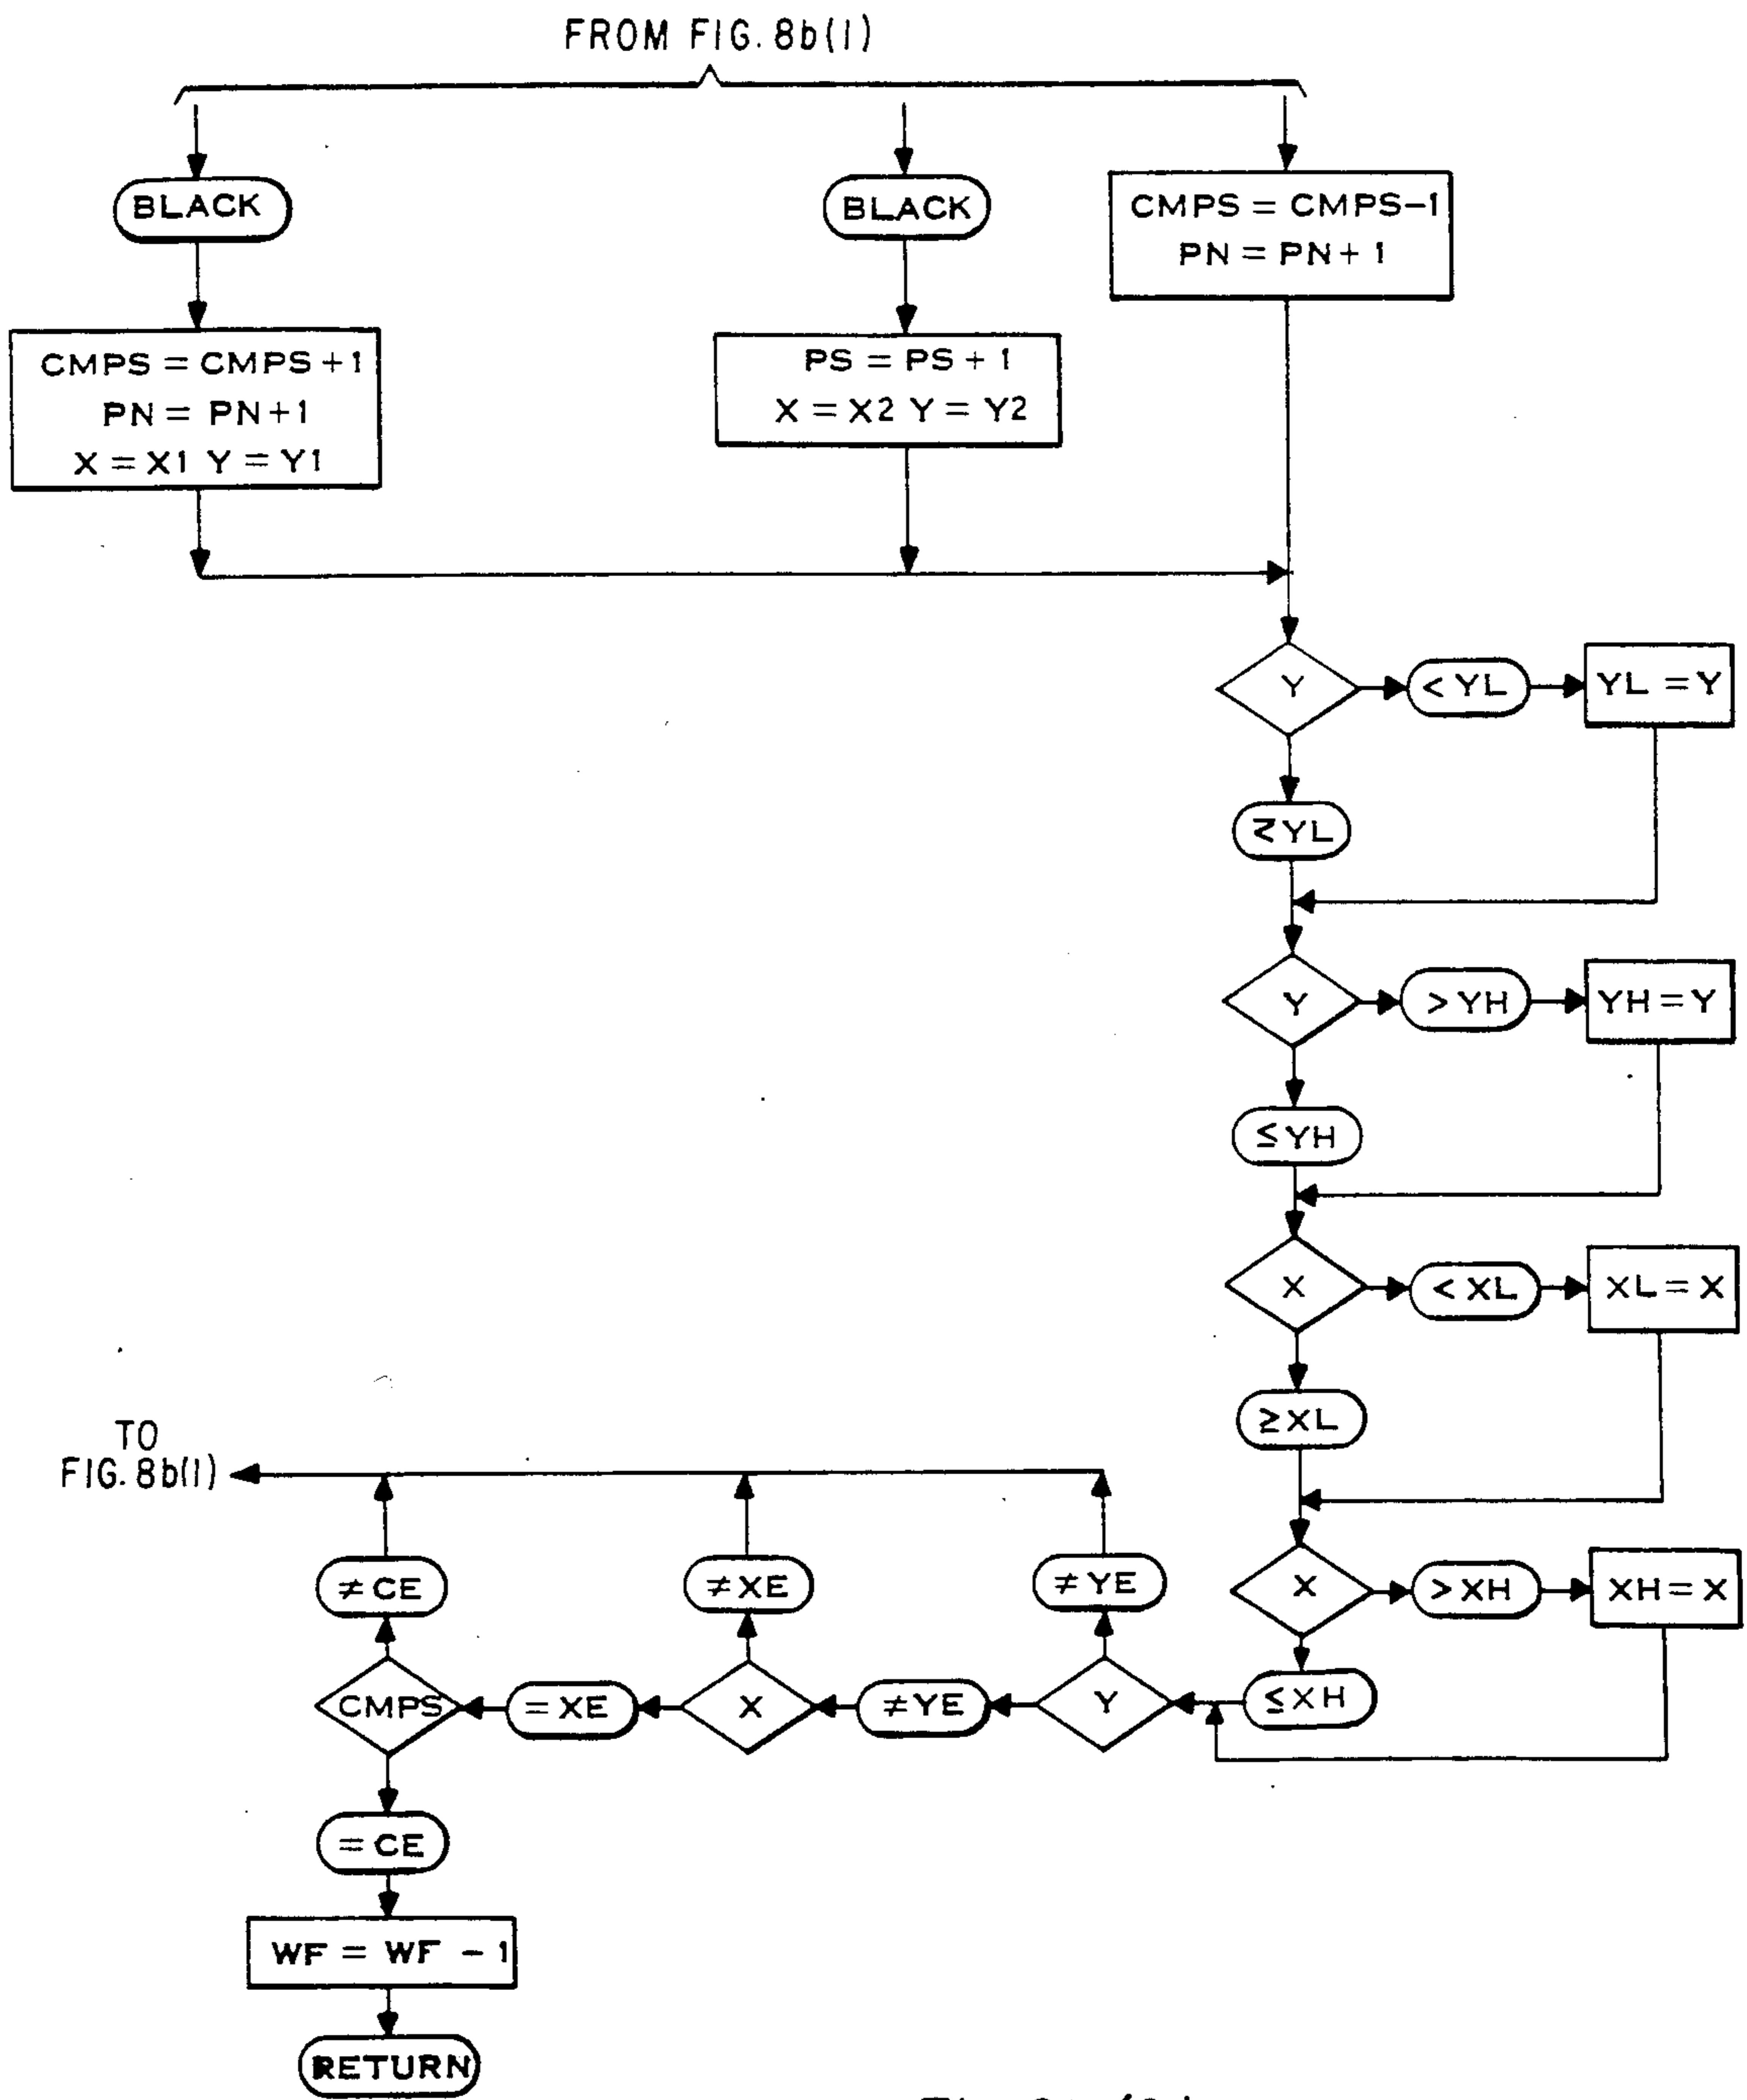 FROM FIG. 8b(1)
BLACK
BLACK
CMPS = CMPS-1
PN = PN + 1
CMPS = CMPS + 1
PN = PN + 1
X = X1 Y = Y1
PS = PS + 1
X = X2 Y = Y2
Y
< YL
YL = Y
⋜ YL
Y
> YH
YH = Y
≤ YH
X
< XL
XL = X
≥ XL
TO
FIG. 8b(1)
≠ CE
≠ XE
≠ YE
X
> XH
XH = X
CMPS
= XE
X
≠ YE
Y
≤ XH
= CE
WF = WF - 1
RETURN